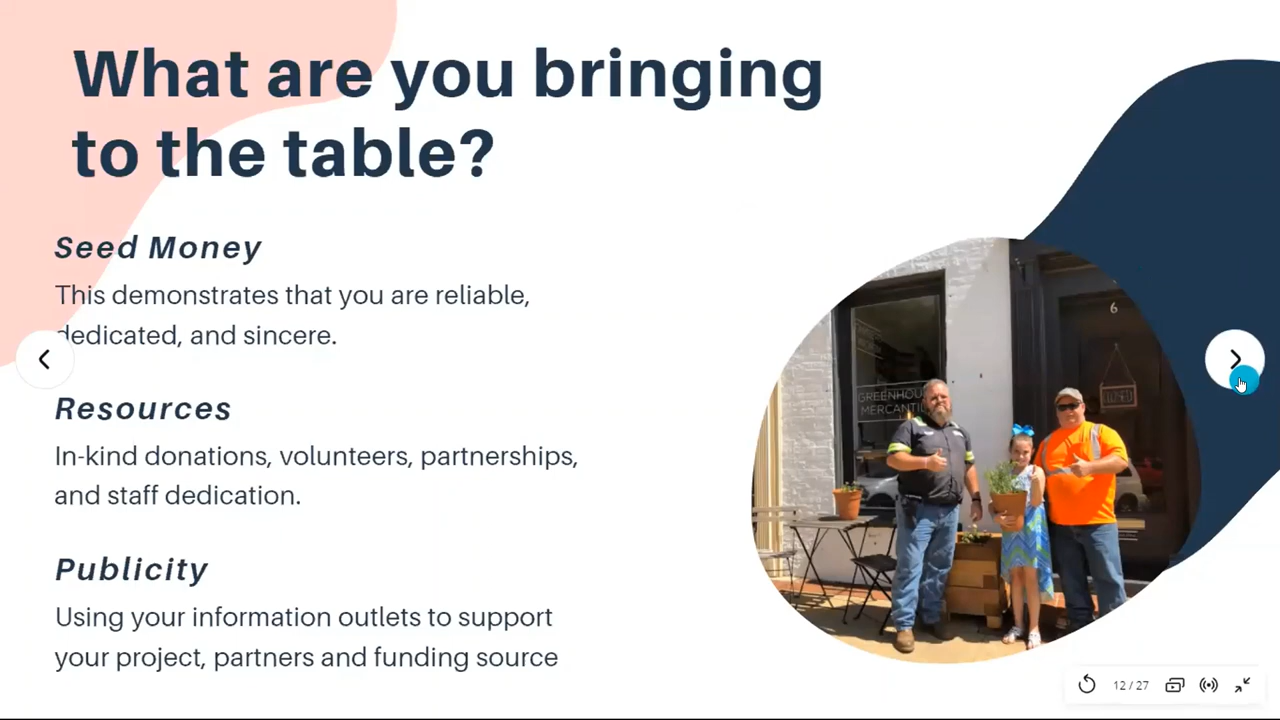 What are you bringing
to the table?
Seed Money
This demonstrates that you are reliable,
dedicated, and sincere.
Resources
In-kind donations, volunteers, partnerships,
and staff dedication.
Publicity
Using your information outlets to support
your project, partners and funding source
6
GREENHOU
MERCANTIL
12 / 27